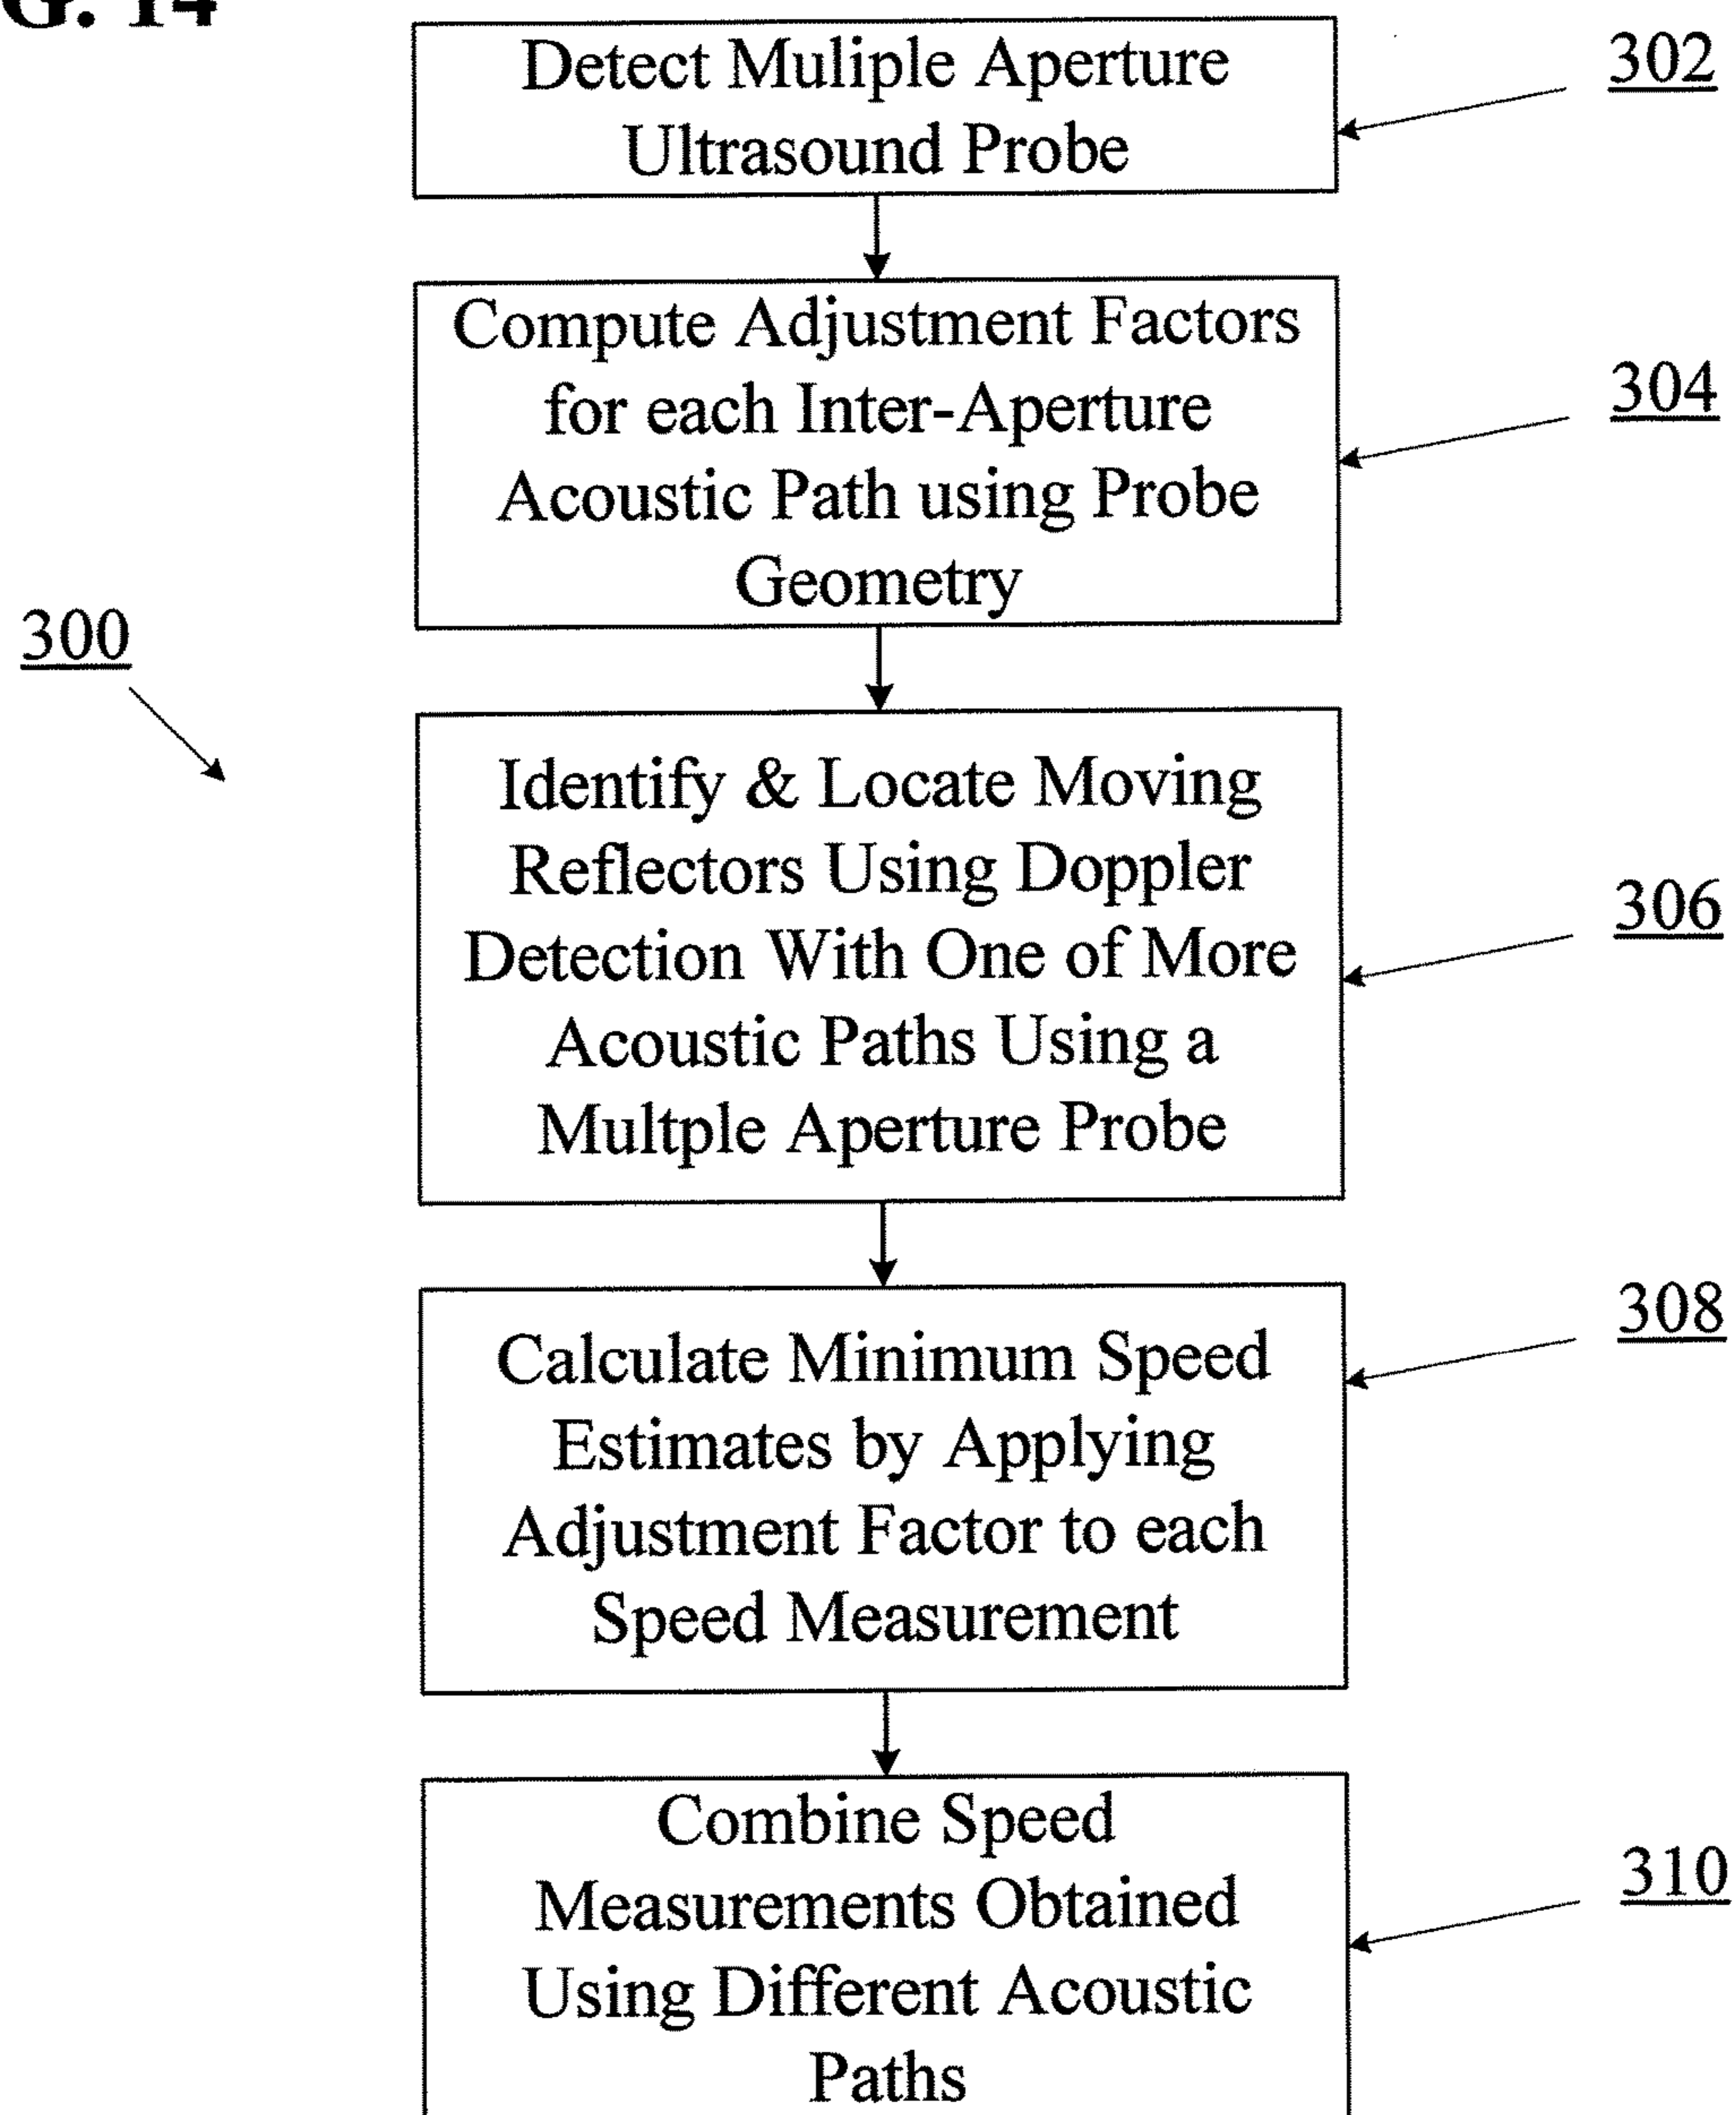 G. 14
Detect Muliple Aperture
Ultrasound Probe
302
Compute Adjustment Factors
for each Inter-Aperture
Acoustic Path using Probe
Geometry
304
300
Identify & Locate Moving
Reflectors Using Doppler
Detection With One of More
Acoustic Paths Using a
Multple Aperture Probe
306
Calculate Minimum Speed
Estimates by Applying
Adjustment Factor to each
Speed Measurement
308
Combine Speed
Measurements Obtained
Using Different Acoustic
Paths
310